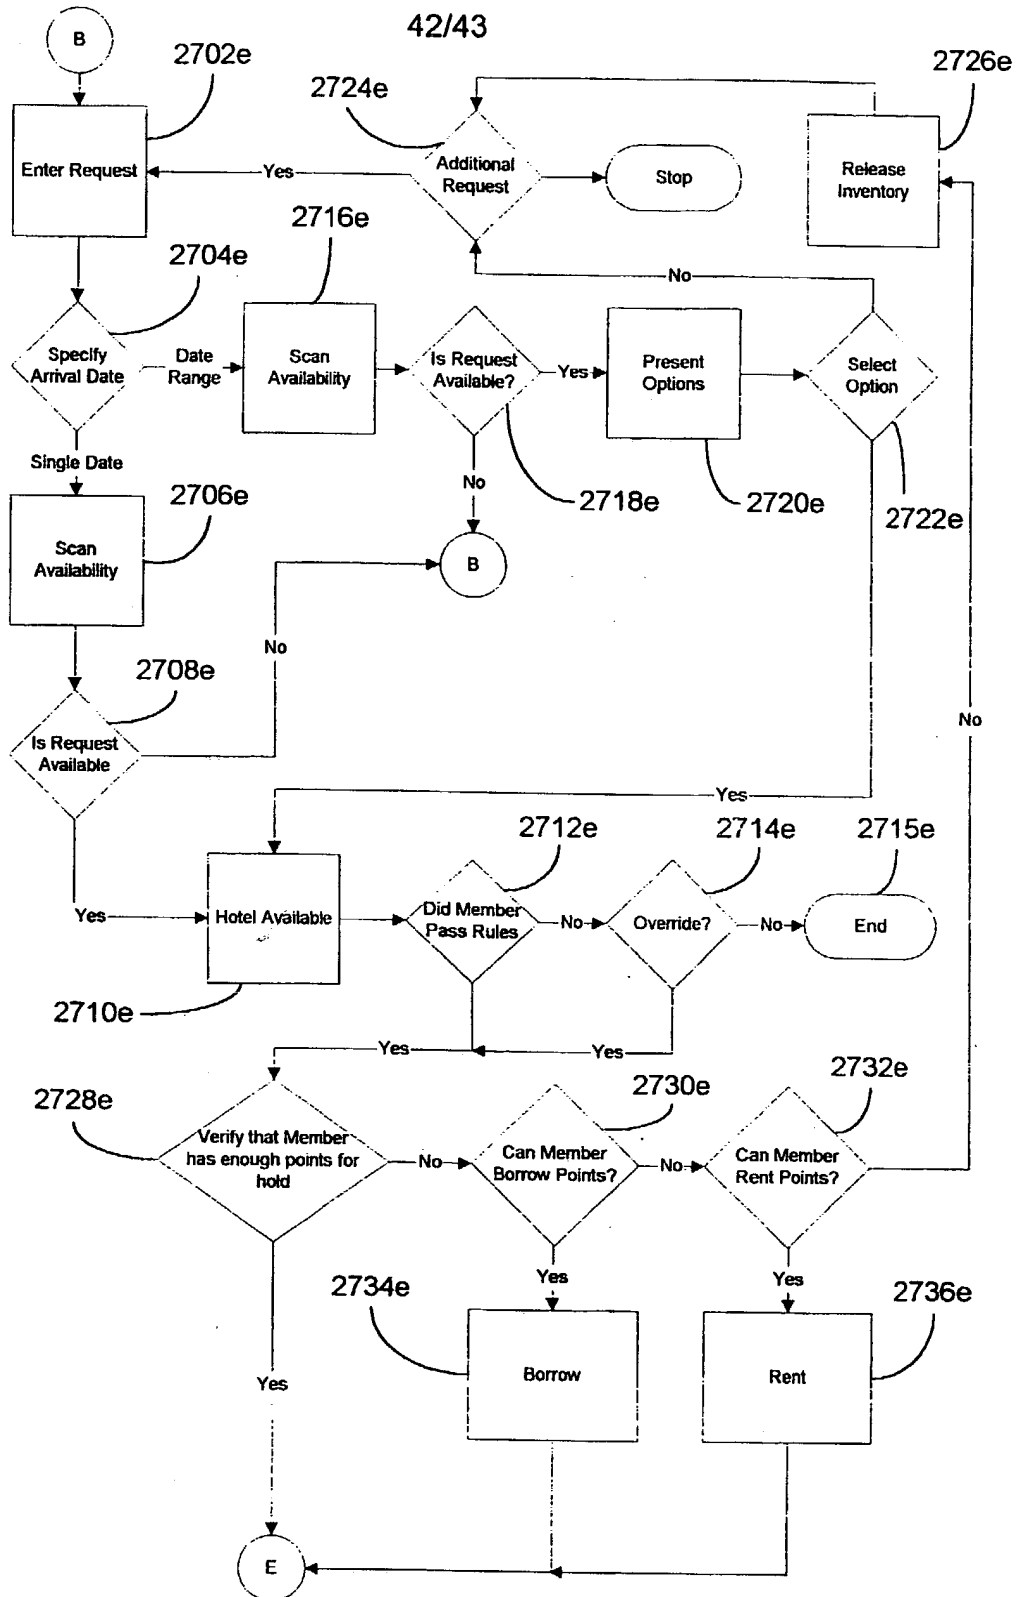 42/43
B
2702e
2724e
2726e
Enter Request
Yes
Additional
Request
Stop
Release
Inventory
2716e
2704e
No
Specify
Arrival Date
Date
Range
Scan
Availability
Is Request
Available?
Yes
Present
Options
Select
Option
Single Date
2706e
No
2718e
2720e
2722e
Scan
Availability
B
No
2708e
Is Request
Available
No
Yes
2712e
2714e
2715e
Yes
Hotel Available
Did Member
Pass Rules
No
Override?
No
End
2710e
Yes
Yes
2728e
2730e
2732e
Verify that Member
has enough points for
hold
No
Can Member
Borrow Points?
No
Can Member
Rent Points?
Yes
Yes
2734e
2736e
Yes
Borrow
Rent
E